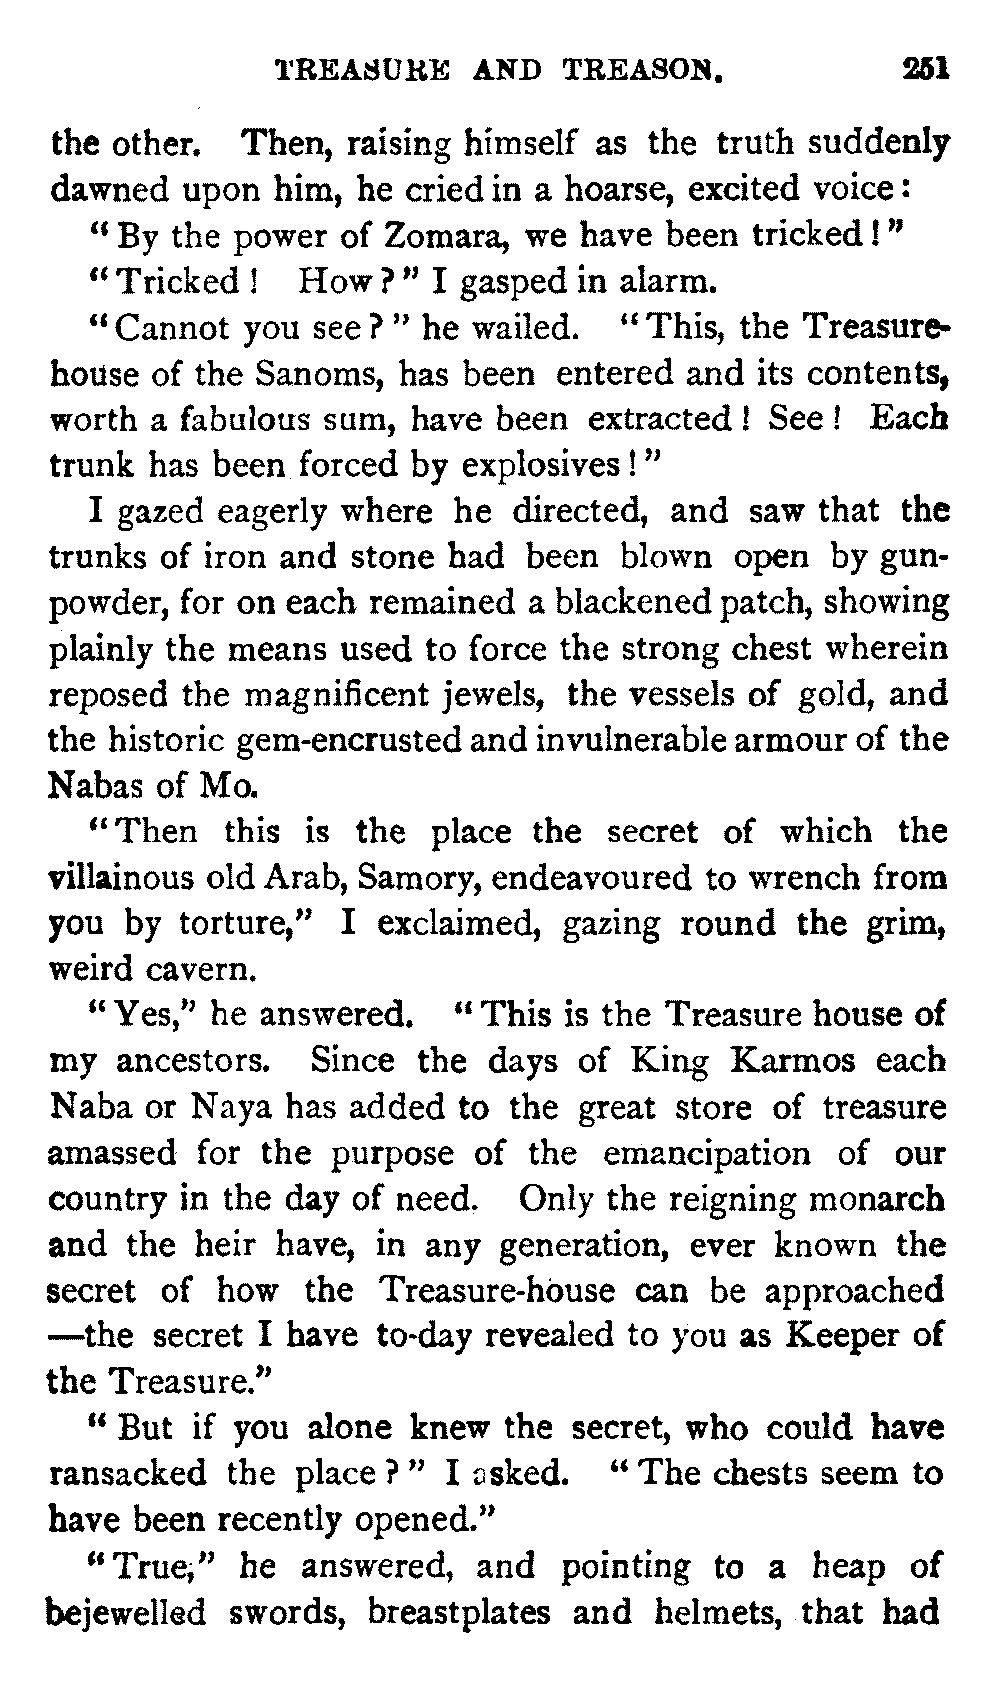 TREASURE AND TREASON. 251
the other. Then, raising himself as the truth suddenly
dawned upon him, he cried in a hoarse, excited voice:
"By the power of Zomara, we have been tricked!"
"Tricked! How?" I gasped in alarm.
"Cannot you see?" he wailed. "This, the Treasure-
house of the Sanoms, has been entered and its contents,
worth a fabulous sum, have been extracted! See! Each
trunk has been forced by explosives!"
I gazed eagerly where he directed, and saw that the
trunks of iron and stone had been blown open by gun-
powder, for on each remained a blackened patch, showing
plainly the means used to force the strong chest wherein
reposed the magnificent jewels, the vessels of gold, and
the historic gem-encrusted and invulnerable armour of the
Nabas of Mo.
"Then this is the place the secret of which the
villainous old Arab, Samory, endeavoured to wrench from
you by torture," I exclaimed, gazing round the grim,
weird cavern.
"Yes," he answered. "This is the Treasure house of
my ancestors. Since the days of King Karmos each
Naba or Naya has added to the great store of treasure
amassed for the purpose of the emancipation of our
country in the day of need. Only the reigning monarch
and the heir have, in any generation, ever known the
secret of how the Treasure-house can be approached
—the secret I have to-day revealed to you as Keeper of
the Treasure."
"But if you alone knew the secret, who could have
ransacked the place?" I asked. "The chests seem to
have been recently opened."
"True," he answered, and pointing to a heap of
bejewelled swords, breastplates and helmets, that had